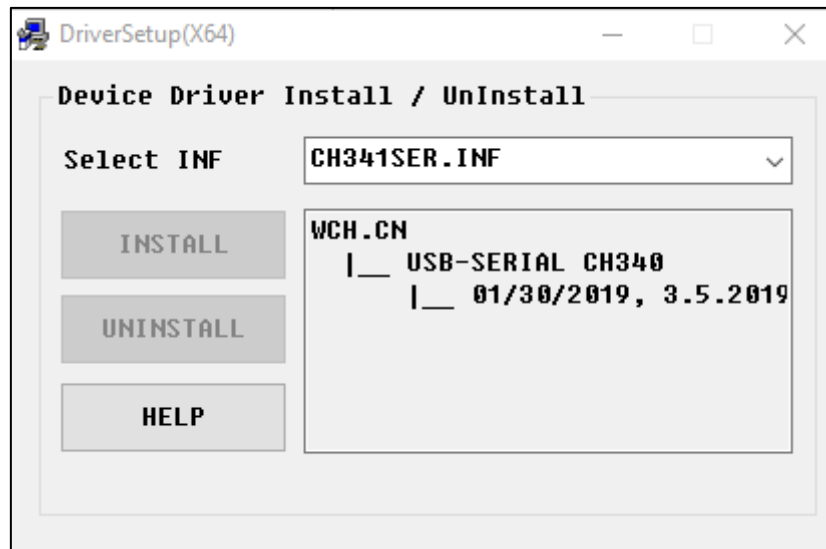 DriverSetup(X64)
Device Driver Install / UnInstall
Select INF
CH341SER.INF
INSTALL
UNINSTALL
HELP
WCH.CN
|__ USB-SERIAL CH340
|__ 01/30/2019, 3.5.2019